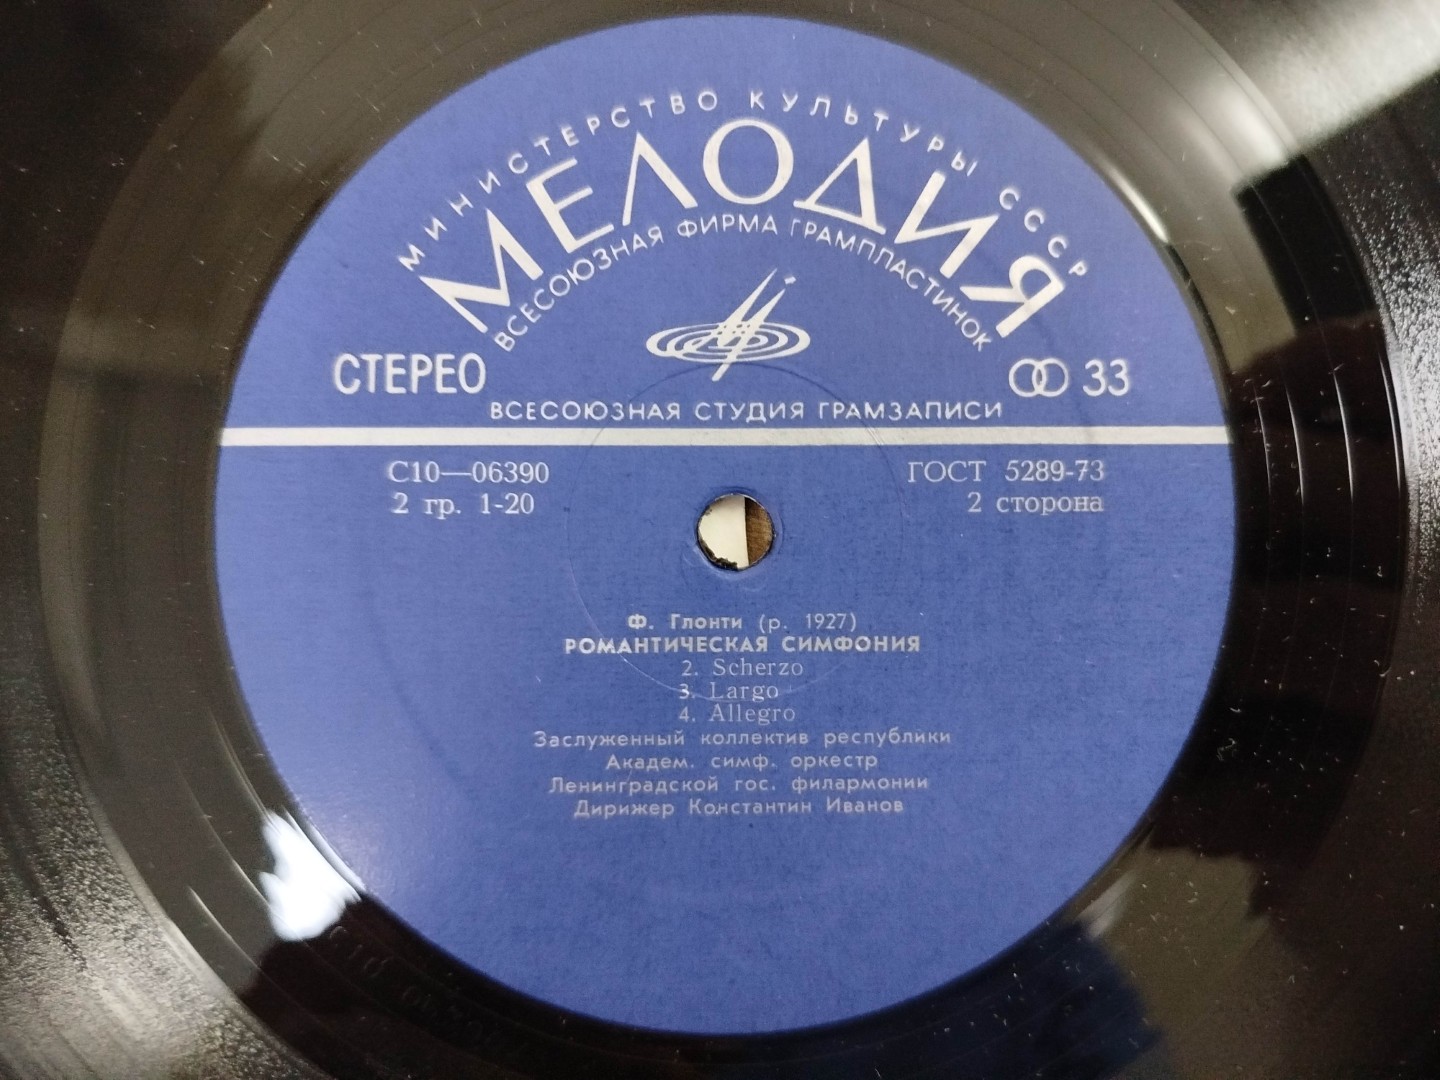 МИНИСТЕРСТВО КУЛЬТУРЫ СССР
МЕЛОДИЯ
ВСЕСОЮЗНАЯ ФИРМА ГРАМПЛАСТИНОК
СТЕРЕО
33
ВСЕСОЮЗНАЯ СТУДИЯ ГРАМЗАПИСИ
С10—06390
ГОСТ 5289-73
2 гр. 1-20
2 сторона
Ф. Глонти (р. 1927)
РОМАНТИЧЕСКАЯ СИМФОНИЯ
2. Scherzo
3. Largo
4. Allegro
Заслуженный коллектив республики
Академ. симф. оркестр
Ленинградской гос. филармонии
Дирижер Константин Иванов